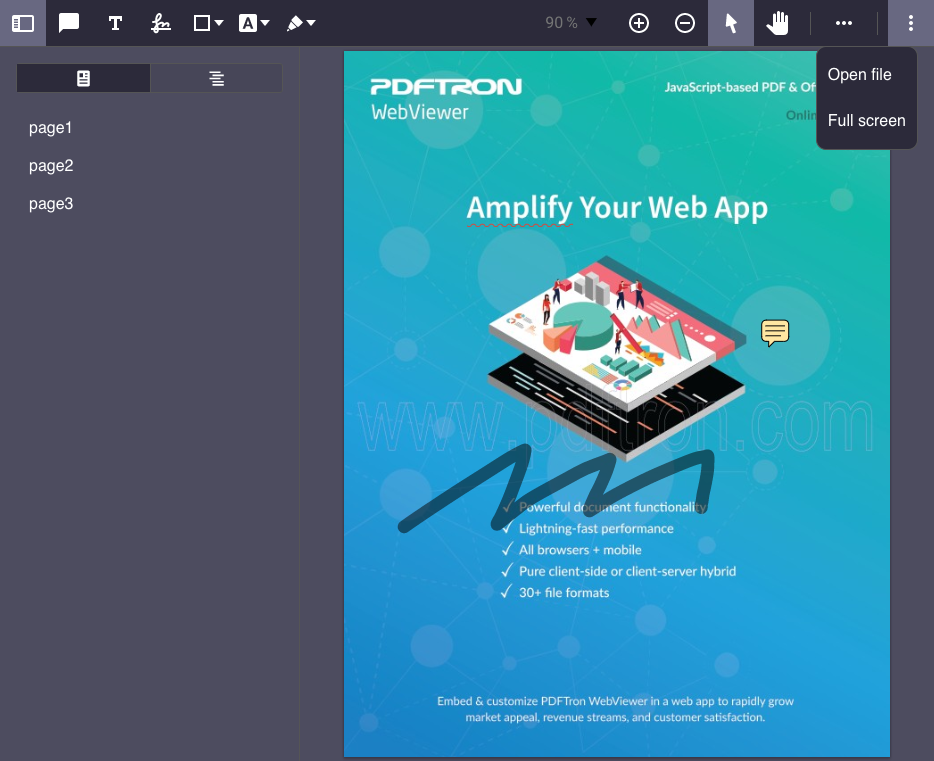 T
A
90 %
Open file
Full screen
page1
page2
page3
PDFTRON
WebViewer
JavaScript-based PDF & Of
Onlin
Amplify Your Web App
www.pdftron.com
Powerful document functionality
Lightning-fast performance
All browsers + mobile
Pure client-side or client-server hybrid
30+ file formats
Embed & customize PDFTron WebViewer in a web app to rapidly grow
market appeal, revenue streams, and customer satisfaction.